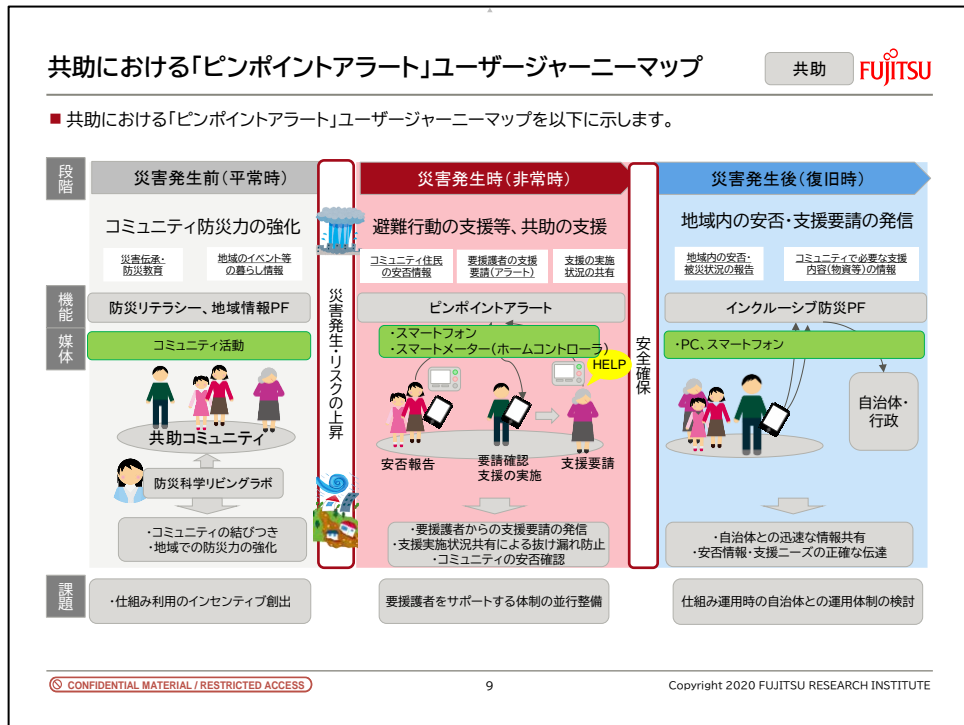 共助における「ピンポイントアラート」ユーザージャーニーマップ
共助
FUJITSU
■共助における「ピンポイントアラート」ユーザージャーニーマップを以下に示します。
段階
災害発生前(平常時)
災害発生時(非常時)
災害発生後(復旧時)
コミュニティ防災力の強化
災害伝承・
防災教育
地域のイベント等
の暮らし情報
災害発生・リスクの上昇
避難行動の支援等、共助の支援
コミュニティ住民
の安否情報
要援護者の支援
要請(アラート)
支援の実施
状況の共有
安全確保
地域内の安否・支援要請の発信
地域内の安否・
被災状況の報告
コミュニティで必要な支援
内容(物資等)の情報
機能
防災リテラシー、地域情報PF
ピンポイントアラート
インクルーシブ防災PF
媒体
コミュニティ活動
・スマートフォン
・スマートメーター(ホームコントローラ)
・PC、スマートフォン
HELP
共助コミュニティ
防災科学リビングラボ
安否報告
要請確認
支援の実施
支援要請
自治体・
行政
・コミュニティの結びつき
・地域での防災力の強化
・要援護者からの支援要請の発信
・支援実施状況共有による抜け漏れ防止
・コミュニティの安否確認
・自治体との迅速な情報共有
・安否情報・支援ニーズの正確な伝達
課題
・仕組み利用のインセンティブ創出
要援護者をサポートする体制の並行整備
仕組み運用時の自治体との運用体制の検討
CONFIDENTIAL MATERIAL / RESTRICTED ACCESS
9
Copyright 2020 FUJITSU RESEARCH INSTITUTE